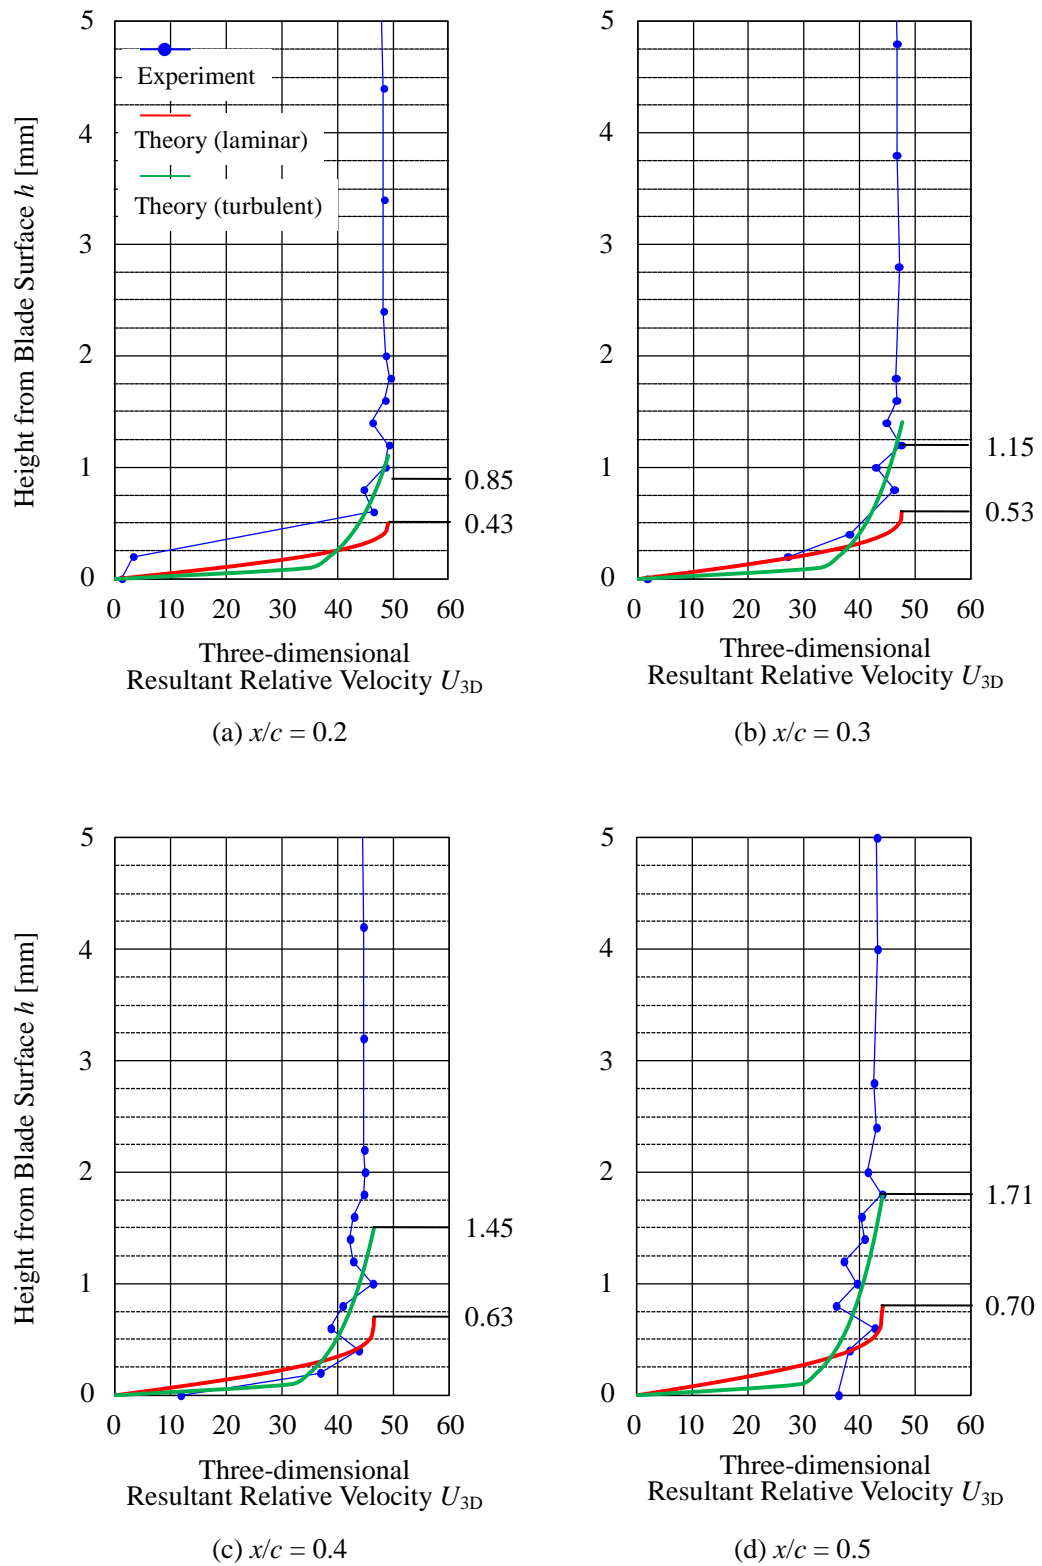 5
Experiment
4
Theory (laminar)
Theory (turbulent)
3
2
1
0
0.85
0.43
0 10 20 30 40 50 60
Height from Blade Surface h [mm]
Three-dimensional
Resultant Relative Velocity U3D
(a) x/c = 0.2
5
4
3
2
1
0
1.15
0.53
0 10 20 30 40 50 60
Three-dimensional
Resultant Relative Velocity U3D
(b) x/c = 0.3
5
4
3
2
1
0
1.45
0.63
0 10 20 30 40 50 60
Height from Blade Surface h [mm]
Three-dimensional
Resultant Relative Velocity U3D
(c) x/c = 0.4
5
4
3
2
1
0
1.71
0.70
0 10 20 30 40 50 60
Three-dimensional
Resultant Relative Velocity U3D
(d) x/c = 0.5